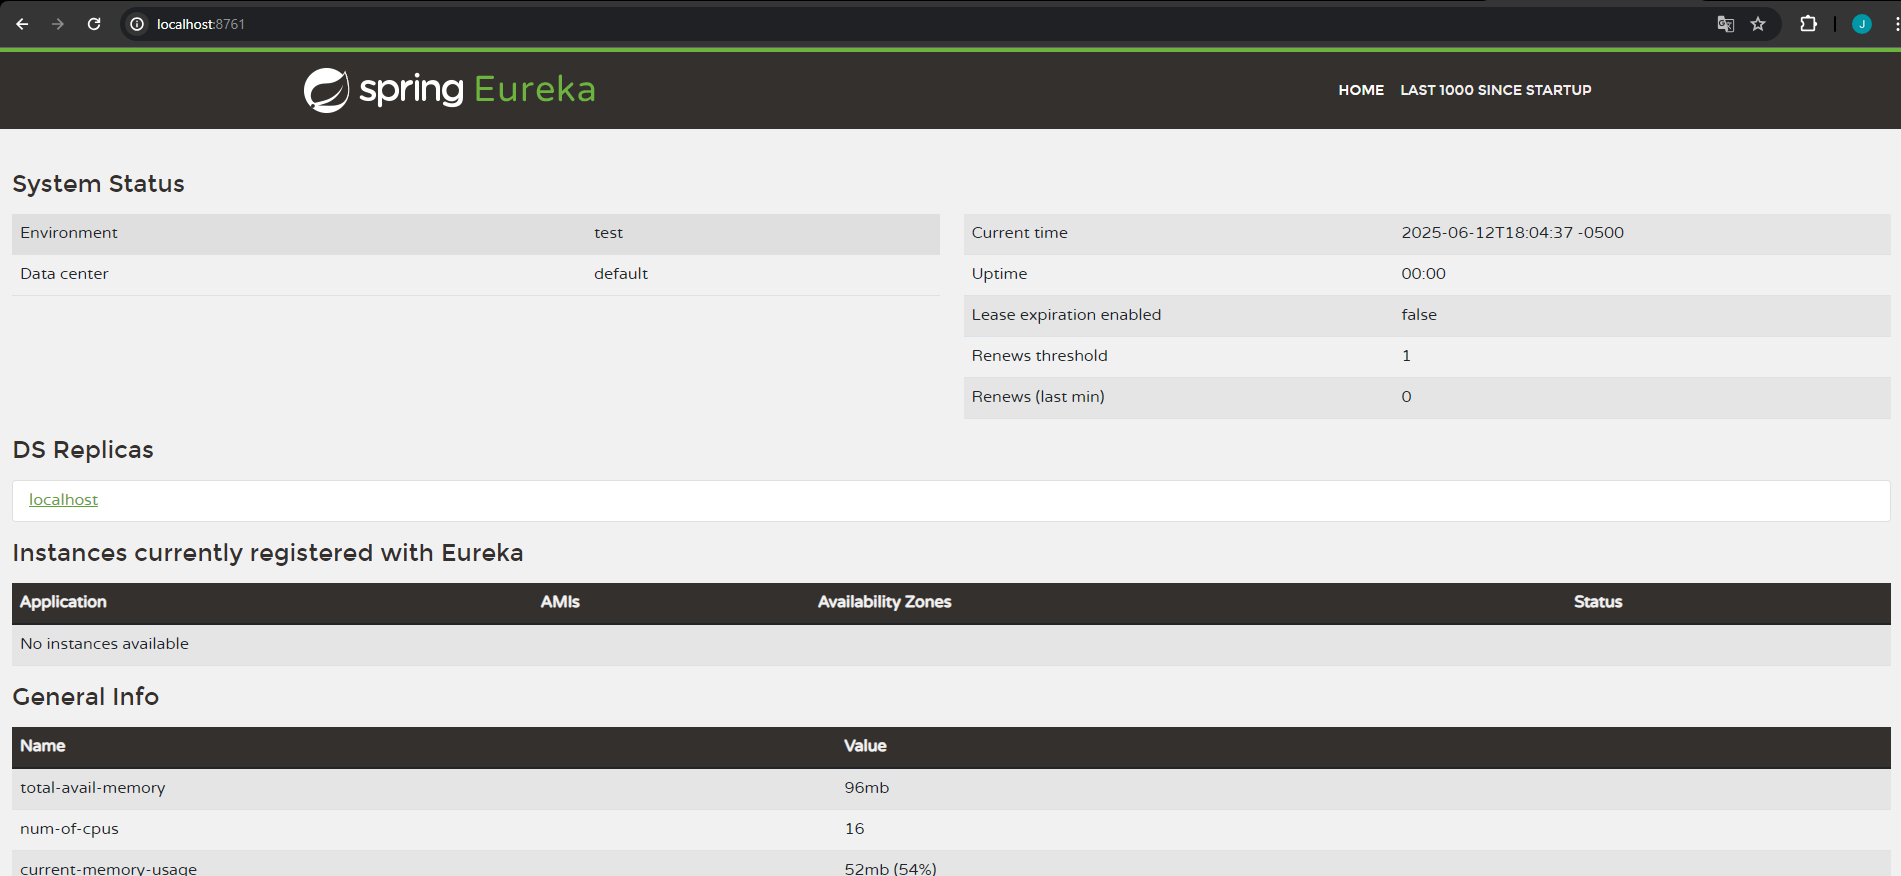 localhost:8761
J
spring Eureka
HOME LAST 1000 SINCE STARTUP
System Status
Environment test
Data center default
Current time 2025-06-12T18:04:37 -0500
Uptime 00:00
Lease expiration enabled false
Renews threshold 1
Renews (last min) 0
DS Replicas
localhost
Instances currently registered with Eureka
Application AMIs Availability Zones Status
No instances available
General Info
Name Value
total-avail-memory 96mb
num-of-cpus 16
current-memory-usage 52mb (54%)